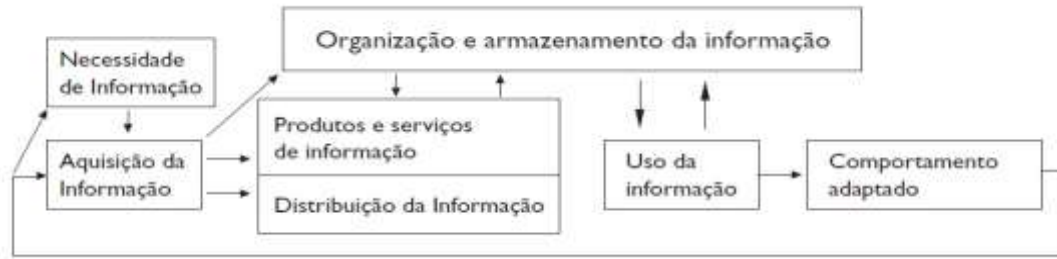 Organização e armazenamento da informação
Necessidade
de Informação
Aquisição da
Informação
Produtos e serviços
de informação
Distribuição da Informação
Uso da
informação
Comportamento
adaptado